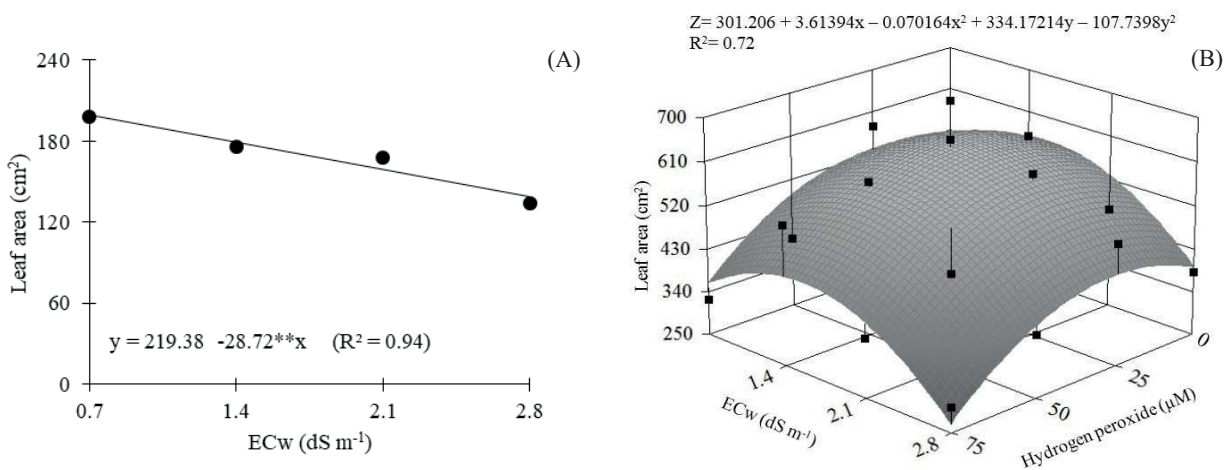 240
180
120
60
0
0.7
1.4
2.1
2.8
Leaf area (cm²)
ECw (dS m⁻¹)
y = 219.38 -28.72**x (R² = 0.94)
(A)
Z= 301.206 + 3.61394x – 0.070164x² + 334.17214y – 107.7398y²
R²= 0.72
(B)
700
610
520
430
340
250
Leaf area (cm²)
1.4
2.1
2.8
ECw (dS m⁻¹)
75
50
25
0
Hydrogen peroxide (µM)